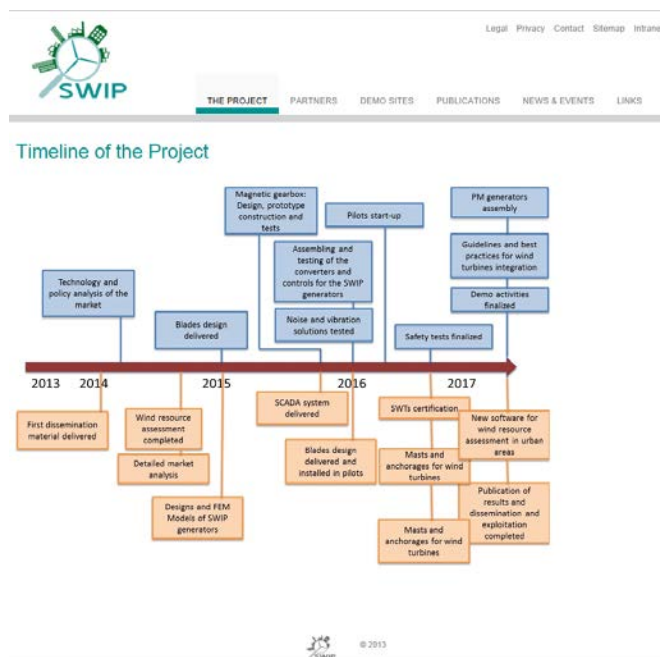 Legal Privacy Contact Sitemap Intrane
SWIP
THE PROJECT PARTNERS DEMO SITES PUBLICATIONS NEWS & EVENTS LINKS
Timeline of the Project
Magnetic gearbox:
Design, prototype
construction and
tests
Pilots start-up
PM generators
assembly
Assembling and
testing of the
converters and
controls for the SWIP
generators
Guidelines and best
practices for wind
turbines integration
Technology and
policy analysis of the
market
Demo activities
finalized
Blades design
delivered
Noise and vibration
solutions tested
Safety tests finalized
2013 2014 2015 2016 2017
First dissemination
material delivered
Wind resource
assessment
completed
SCADA system
delivered
SWTs certification
New software for
wind resource
assessment in urban
areas
Detailed market
analysis
Blades design
delivered and
installed in pilots
Masts and
anchorages for wind
turbines
Designs and FEM
Models of SWIP
generators
Publication of
results and
dissemination and
exploitation
completed
Masts and
anchorages for wind
turbines
SWIP
© 2013